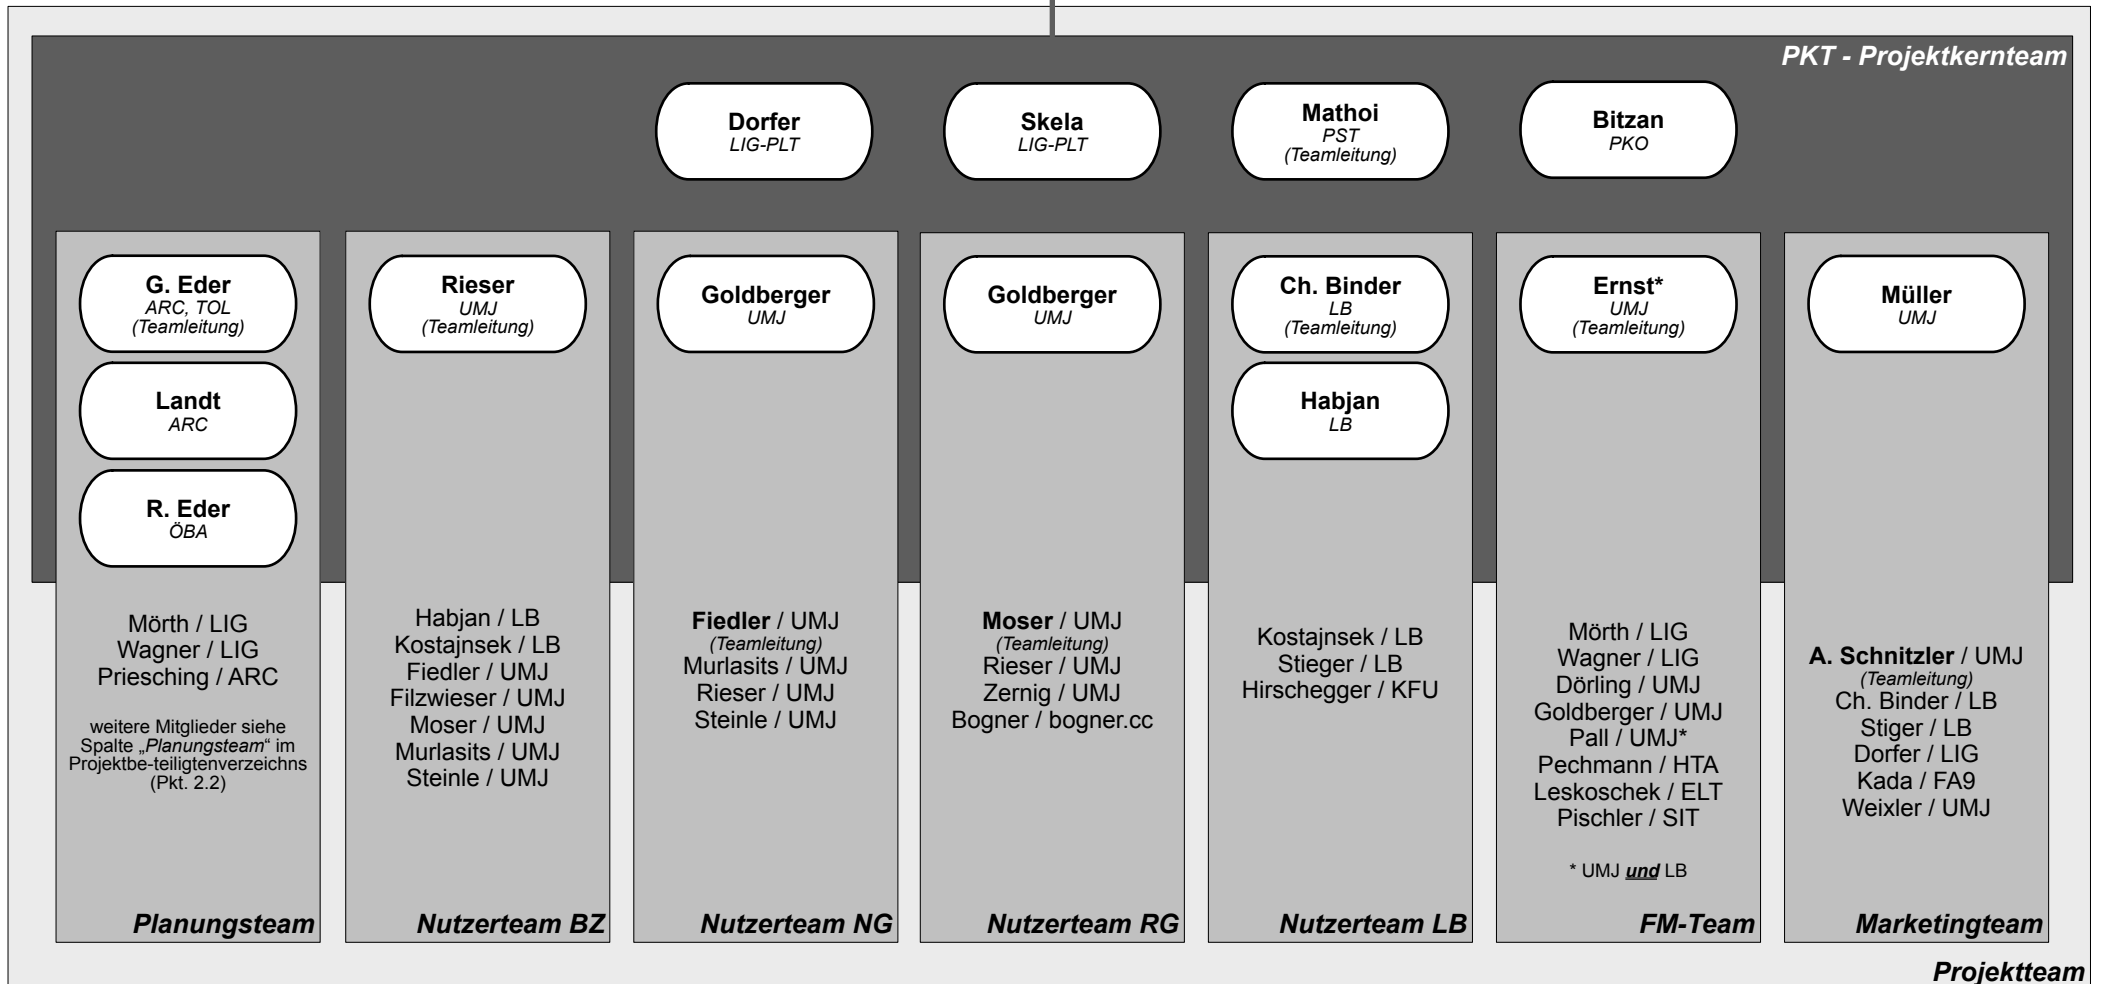 PKT - Projektkernteam
Dorfer
LIG-PLT
Skela
LIG-PLT
Mathoi
PST
(Teamleitung)
Bitzan
PKO
G. Eder
ARC, TOL
(Teamleitung)
Landt
ARC
R. Eder
ÖBA
Mörth / LIG
Wagner / LIG
Priesching / ARC
weitere Mitglieder siehe
Spalte „Planungsteam“ im
Projektbe-teiligtenverzeichns
(Pkt. 2.2)
Planungsteam
Rieser
UMJ
(Teamleitung)
Habjan / LB
Kostajnsek / LB
Fiedler / UMJ
Filzwieser / UMJ
Moser / UMJ
Murlasits / UMJ
Steinle / UMJ
Nutzerteam BZ
Goldberger
UMJ
Fiedler / UMJ
(Teamleitung)
Murlasits / UMJ
Rieser / UMJ
Steinle / UMJ
Nutzerteam NG
Goldberger
UMJ
Moser / UMJ
(Teamleitung)
Rieser / UMJ
Zernig / UMJ
Bogner / bogner.cc
Nutzerteam RG
Ch. Binder
LB
(Teamleitung)
Habjan
LB
Kostajnsek / LB
Stieger / LB
Hirschegger / KFU
Nutzerteam LB
Ernst*
UMJ
(Teamleitung)
Mörth / LIG
Wagner / LIG
Dörling / UMJ
Goldberger / UMJ
Pall / UMJ*
Pechmann / HTA
Leskoschek / ELT
Pischler / SIT
* UMJ und LB
FM-Team
Müller
UMJ
A. Schnitzler / UMJ
(Teamleitung)
Ch. Binder / LB
Stiger / LB
Dorfer / LIG
Kada / FA9
Weixler / UMJ
Marketingteam
Projektteam